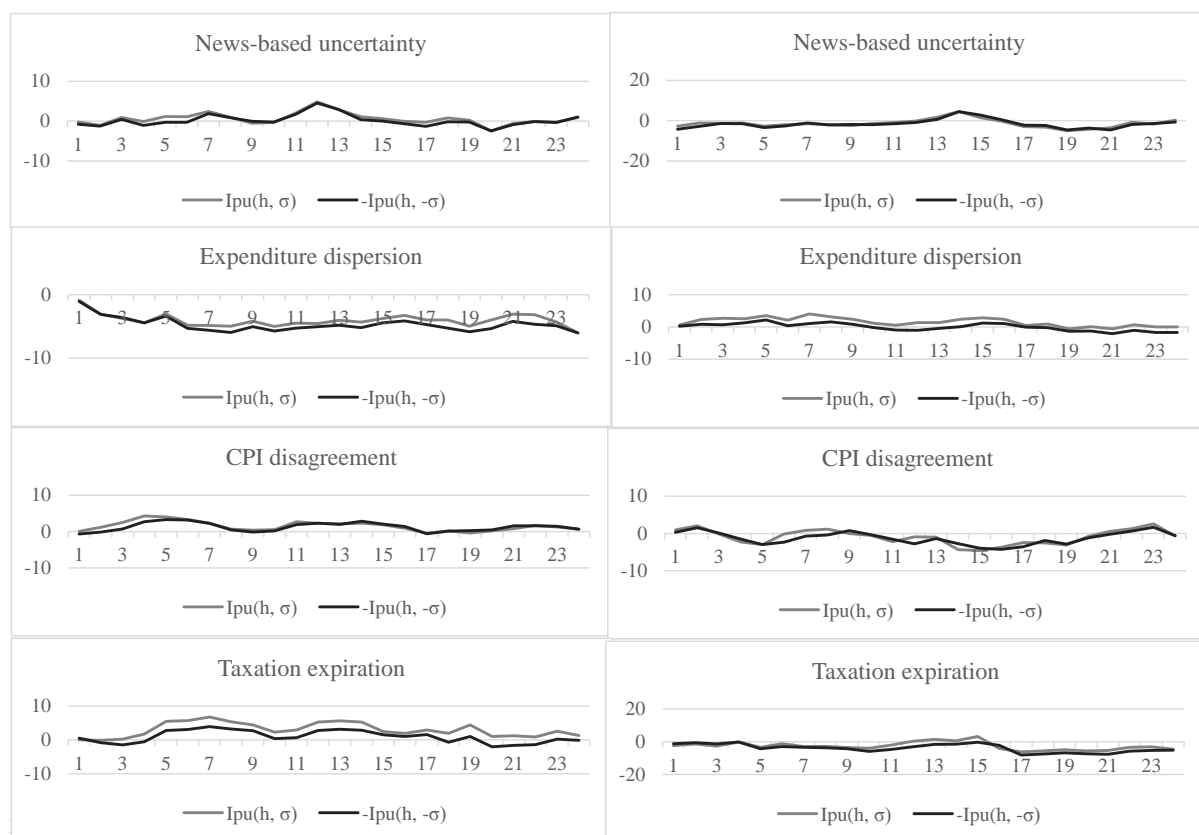 News-based uncertainty
10
0
-10
1 3 5 7 9 11 13 15 17 19 21 23
Ipu(h, σ) -Ipu(h, -σ)
News-based uncertainty
20
0
-20
1 3 5 7 9 11 13 15 17 19 21 23
Ipu(h, σ) -Ipu(h, -σ)
Expenditure dispersion
0
-10
1 3 5 7 9 11 13 15 17 19 21 23
Ipu(h, σ) -Ipu(h, -σ)
Expenditure dispersion
10
0
-10
1 3 5 7 9 11 13 15 17 19 21 23
Ipu(h, σ) -Ipu(h, -σ)
CPI disagreement
10
0
-10
1 3 5 7 9 11 13 15 17 19 21 23
Ipu(h, σ) -Ipu(h, -σ)
CPI disagreement
10
0
-10
1 3 5 7 9 11 13 15 17 19 21 23
Ipu(h, σ) -Ipu(h, -σ)
Taxation expiration
10
0
-10
1 3 5 7 9 11 13 15 17 19 21 23
Ipu(h, σ) -Ipu(h, -σ)
Taxation expiration
20
0
-20
1 3 5 7 9 11 13 15 17 19 21 23
Ipu(h, σ) -Ipu(h, -σ)